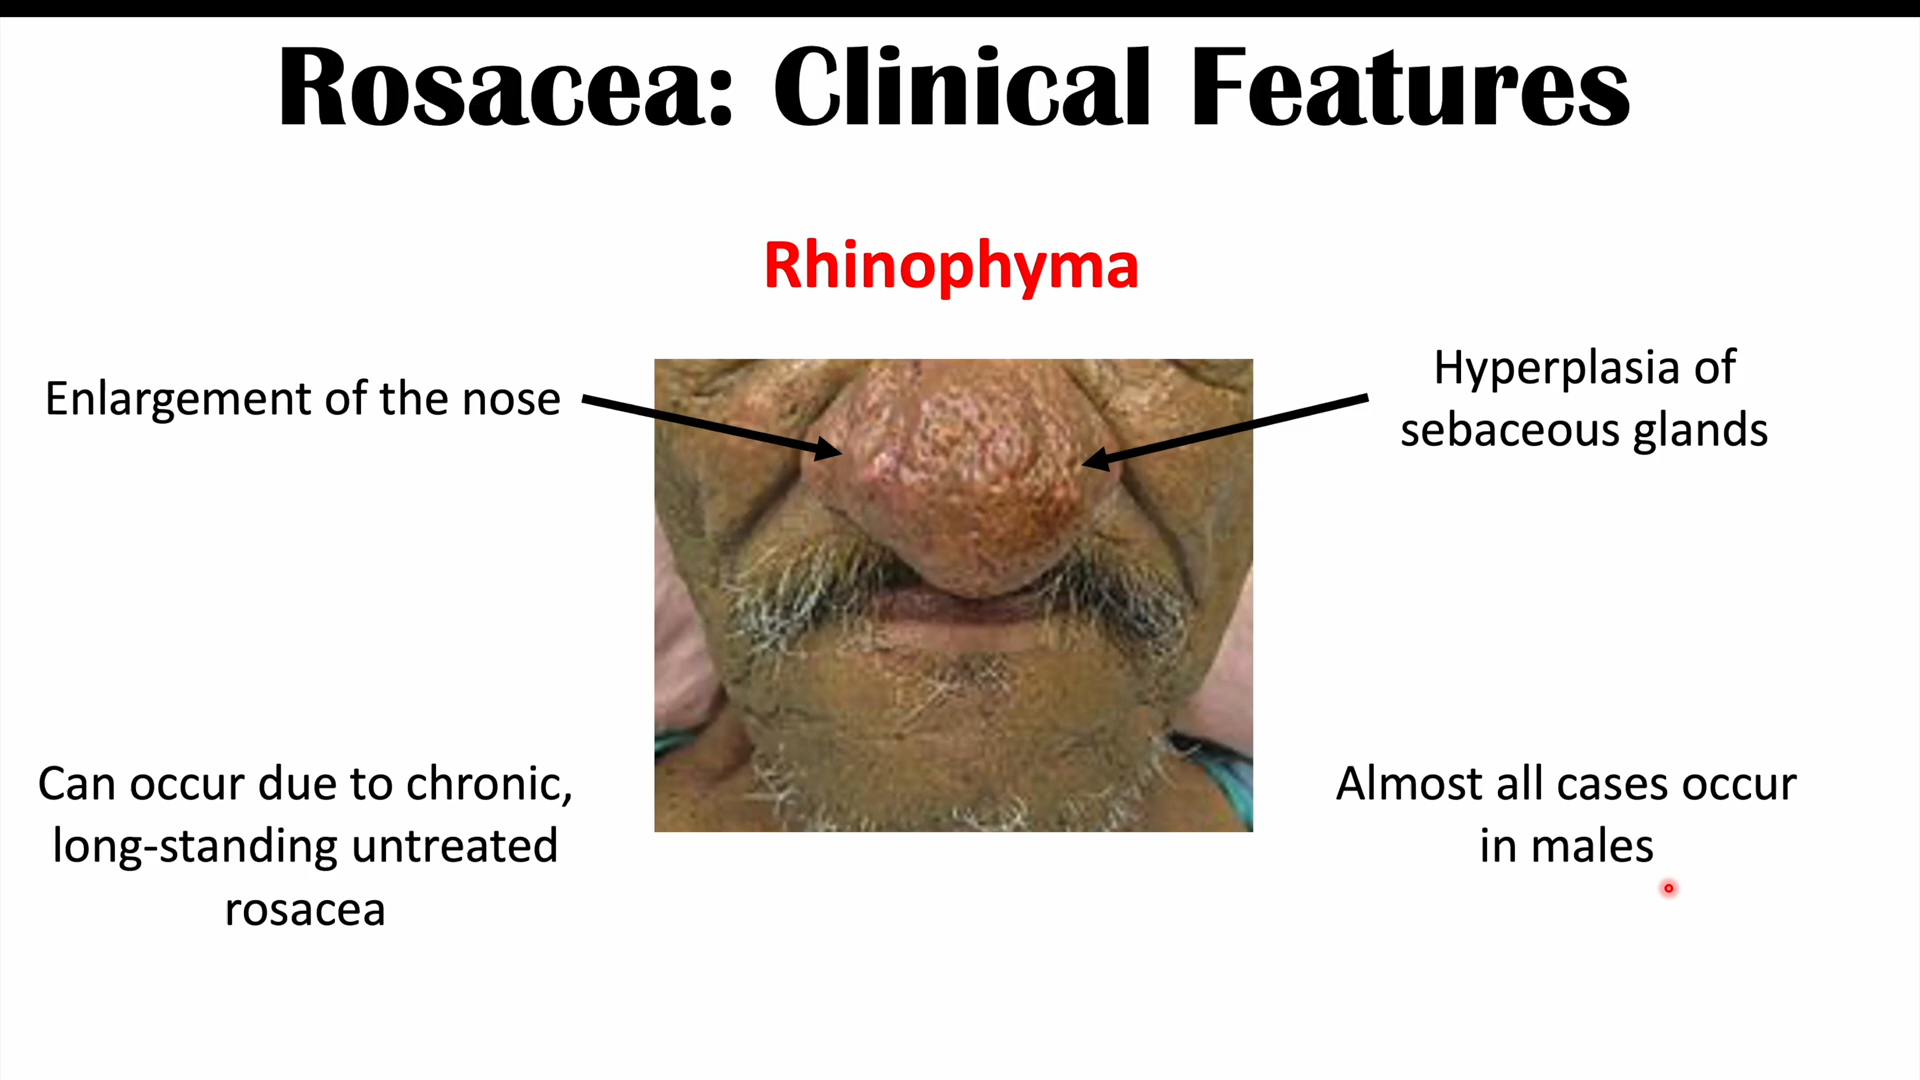 Rosacea: Clinical Features
Rhinophyma
Enlargement of the nose
Hyperplasia of
sebaceous glands
Can occur due to chronic,
long-standing untreated
rosacea
Almost all cases occur
in males